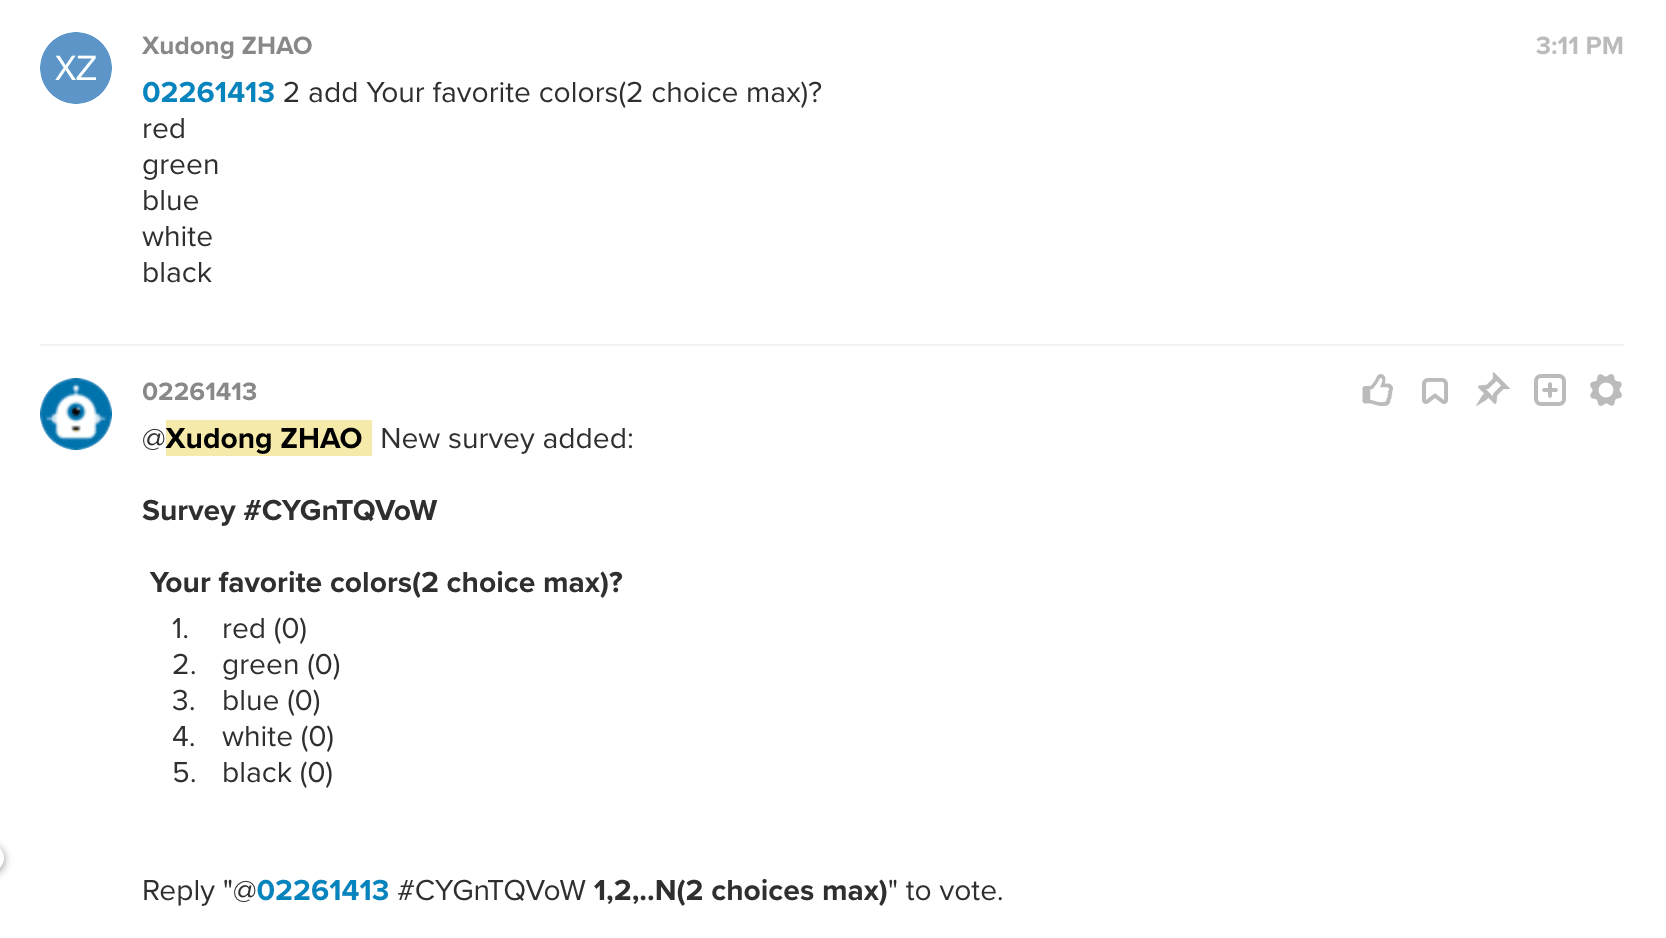 XZ
Xudong ZHAO
3:11 PM
02261413 2 add Your favorite colors(2 choice max)?
red
green
blue
white
black
02261413
@Xudong ZHAO New survey added:
Survey #CYGnTQVoW
Your favorite colors(2 choice max)?
1. red (0)
2. green (0)
3. blue (0)
4. white (0)
5. black (0)
Reply "@02261413 #CYGnTQVoW 1,2,..N(2 choices max)" to vote.